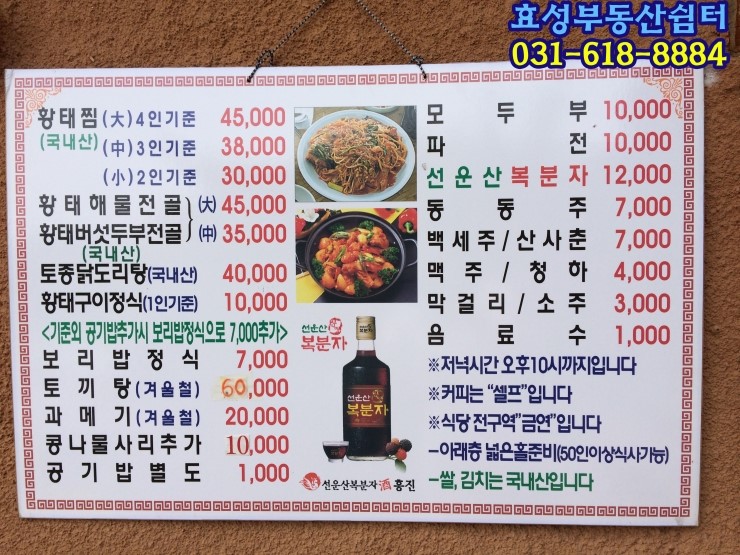 효성부동산쉼터
031-618-8884
황태찜 (大)4인기준 45,000
(국내산) (中)3인기준 38,000
(小)2인기준 30,000
황태해물전골 (大) 45,000
황태버섯두부전골 (中) 35,000
(국내산)
토종닭도리탕(국내산) 40,000
황태구이정식(1인기준) 10,000
<기준외 공기밥추가시 보리밥정식으로 7,000추가>
보리밥정식 7,000
토끼탕(겨울철) 60,000
과메기(겨울철) 20,000
콩나물사리추가 10,000
공기밥별도 1,000
선운산
복분자
선운산
복분자
선운산복분자酒흥진
모두부 10,000
파전 10,000
선운산복분자 12,000
동동주 7,000
백세주/산사춘 7,000
맥주/청하 4,000
막걸리/소주 3,000
음료수 1,000
※저녁시간 오후10시까지입니다
※커피는 "셀프"입니다
※식당 전구역"금연"입니다
-아래층 넓은홀준비(50인이상식사가능)
-쌀, 김치는 국내산입니다